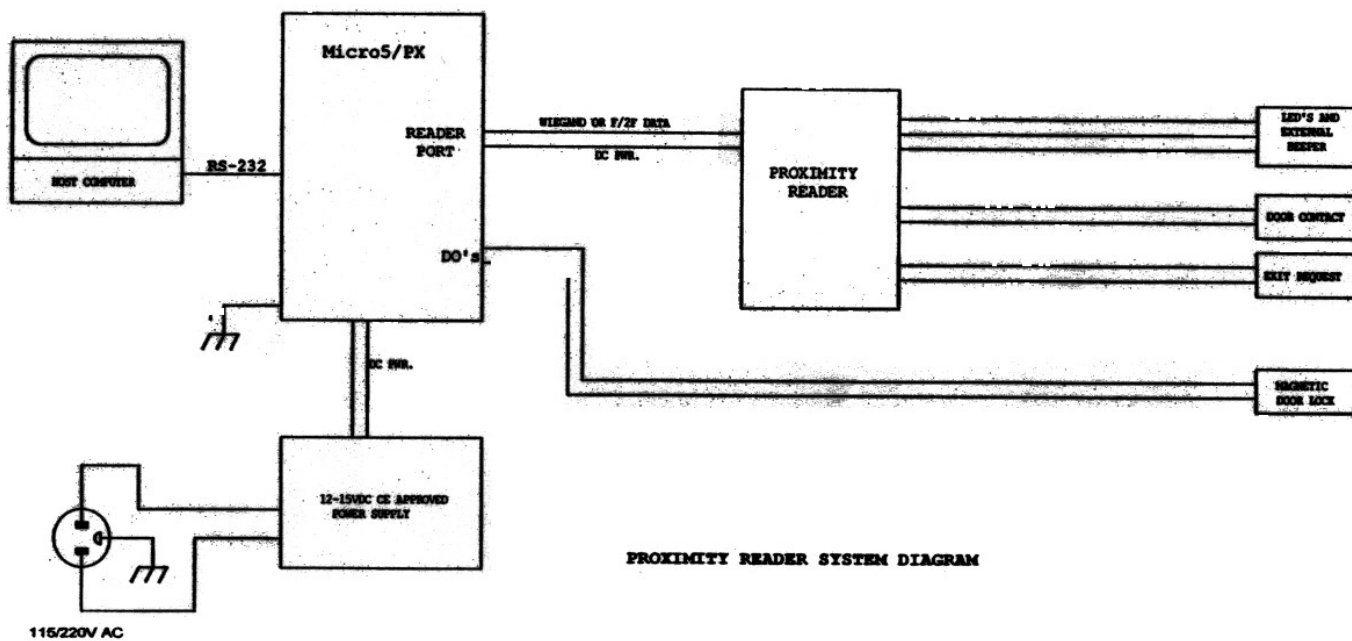 Micro5/PX
READER
PORT
DO's
HOST COMPUTER
RS-232
WIEGAND OR F/2F DATA
DC PWR.
PROXIMITY
READER
LED'S AND
EXTERNAL
BEEPER
DOOR CONTACT
EXIT REQUEST
MAGNETIC
DOOR LOCK
DC PWR.
12-15VDC CE APPROVED
POWER SUPPLY
PROXIMITY READER SYSTEM DIAGRAM
115/220V AC